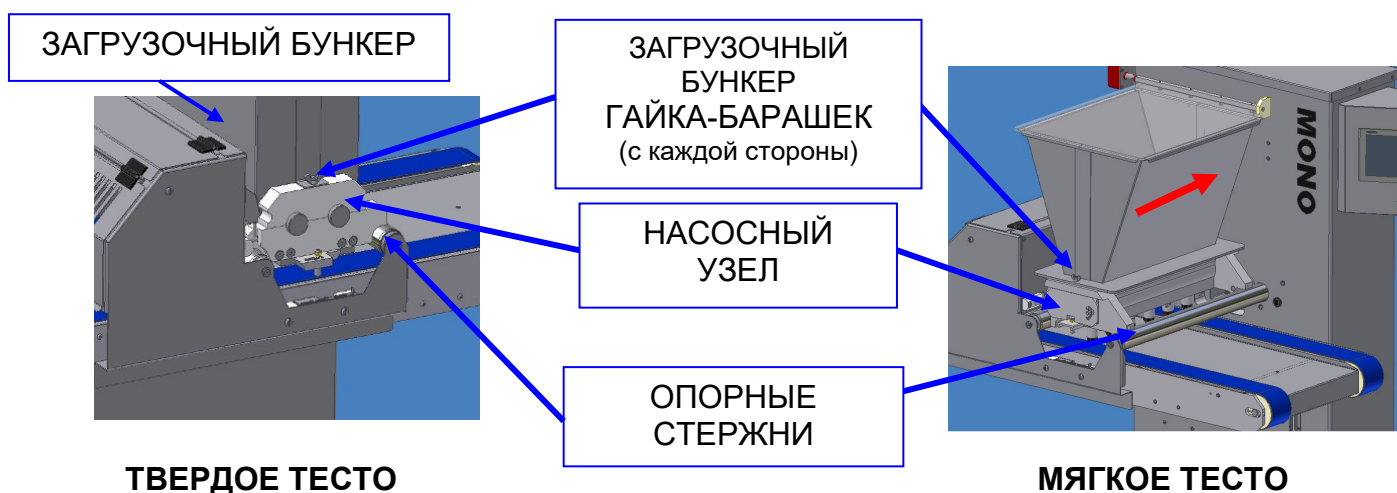 ЗАГРУЗОЧНЫЙ БУНКЕР
ЗАГРУЗОЧНЫЙ
БУНКЕР
ГАЙКА-БАРАШЕК
(с каждой стороны)
MONO
НАСОСНЫЙ
УЗЕЛ
ОПОРНЫЕ
СТЕРЖНИ
ТВЕРДОЕ ТЕСТО
МЯГКОЕ ТЕСТО